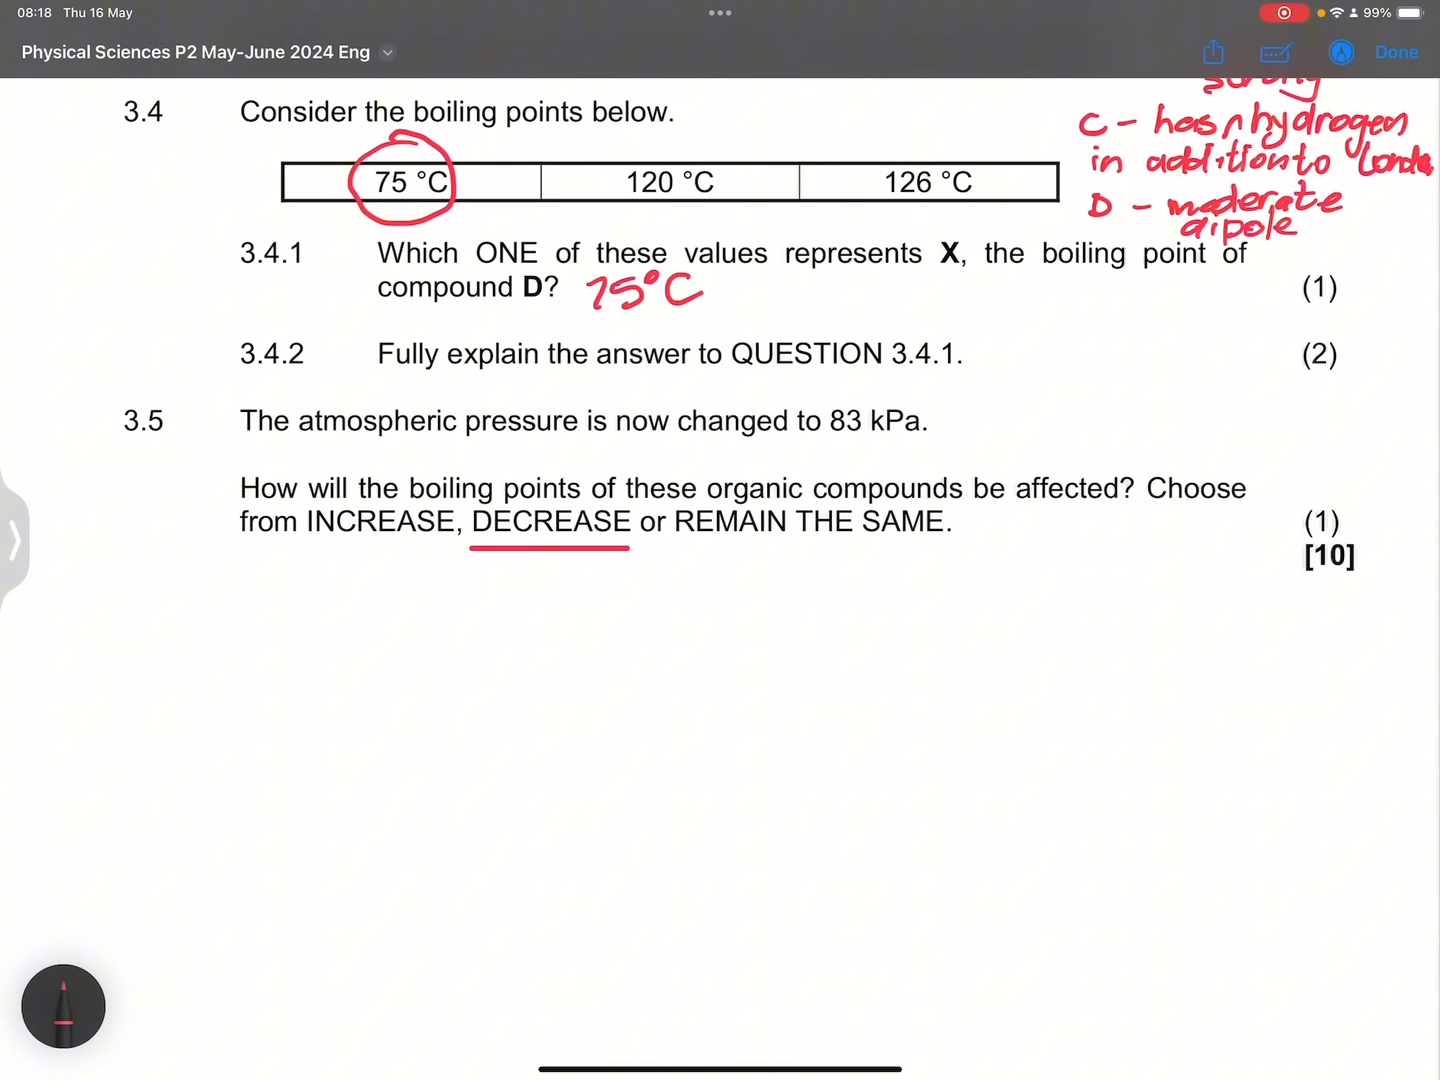 08:18 Thu 16 May
99%
Physical Sciences P2 May-June 2024 Eng
Done
strong
C - has hydrogen
in addition to
D - moderate
dipole
3.4 Consider the boiling points below.
75 °C 120 °C 126 °C
3.4.1 Which ONE of these values represents X, the boiling point of
compound D? 75°C (1)
3.4.2 Fully explain the answer to QUESTION 3.4.1. (2)
3.5 The atmospheric pressure is now changed to 83 kPa.
How will the boiling points of these organic compounds be affected? Choose
from INCREASE, DECREASE or REMAIN THE SAME. (1)
[10]